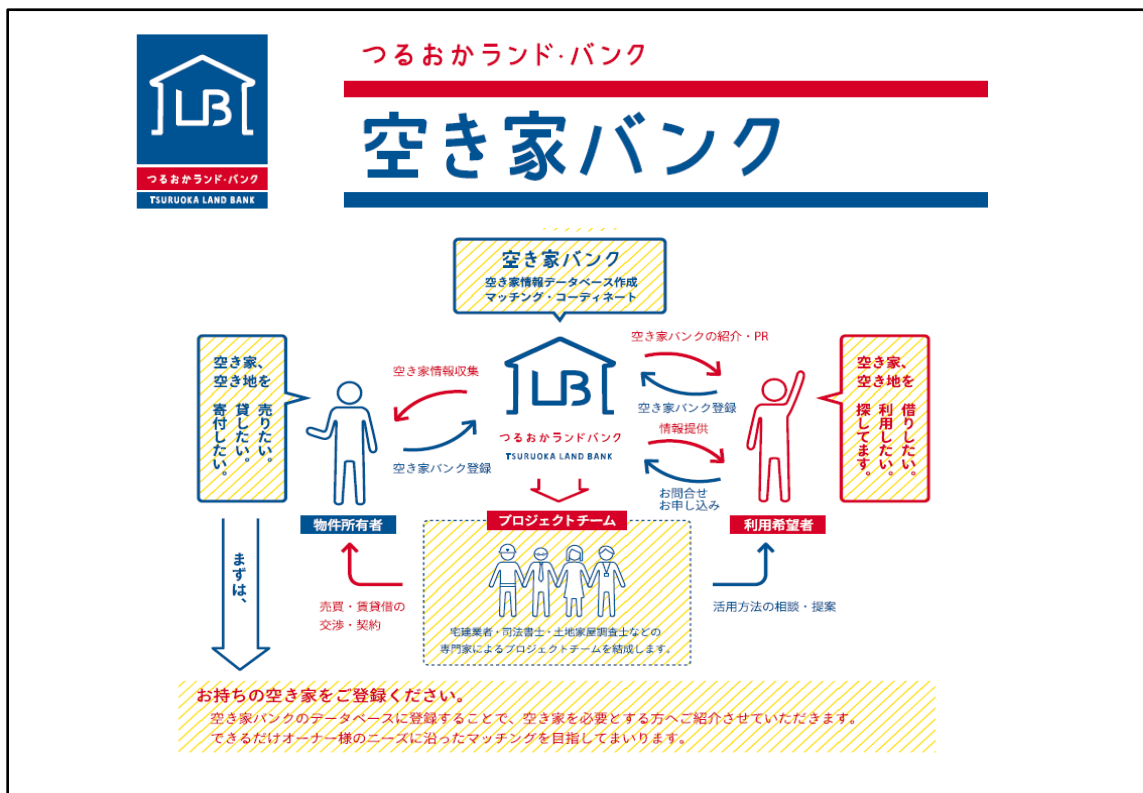 LB
つるおかランド・バンク
TSURUOKA LAND BANK
つるおかランド・バンク
空き家バンク
空き家バンク
空き家情報データベース作成
マッチング・コーディネート
空き家、
空き地を
売りたい。
貸したい。
寄付したい。
空き家情報収集
空き家バンク登録
物件所有者
LB
つるおかランドバンク
TSURUOKA LAND BANK
空き家バンクの紹介・PR
空き家バンク登録
情報提供
お問合せ
お申し込み
空き家、
空き地を
借りしたい。
利用したい。
探してます。
利用希望者
プロジェクトチーム
宅建業者・司法書士・土地家屋調査士などの
専門家によるプロジェクトチームを結成します。
売買・賃貸借の
交渉・契約
活用方法の相談・提案
まずは、
お持ちの空き家をご登録ください。
空き家バンクのデータベースに登録することで、空き家を必要とする方へご紹介させていただきます。
できるだけオーナー様のニーズに沿ったマッチングを目指してまいります。